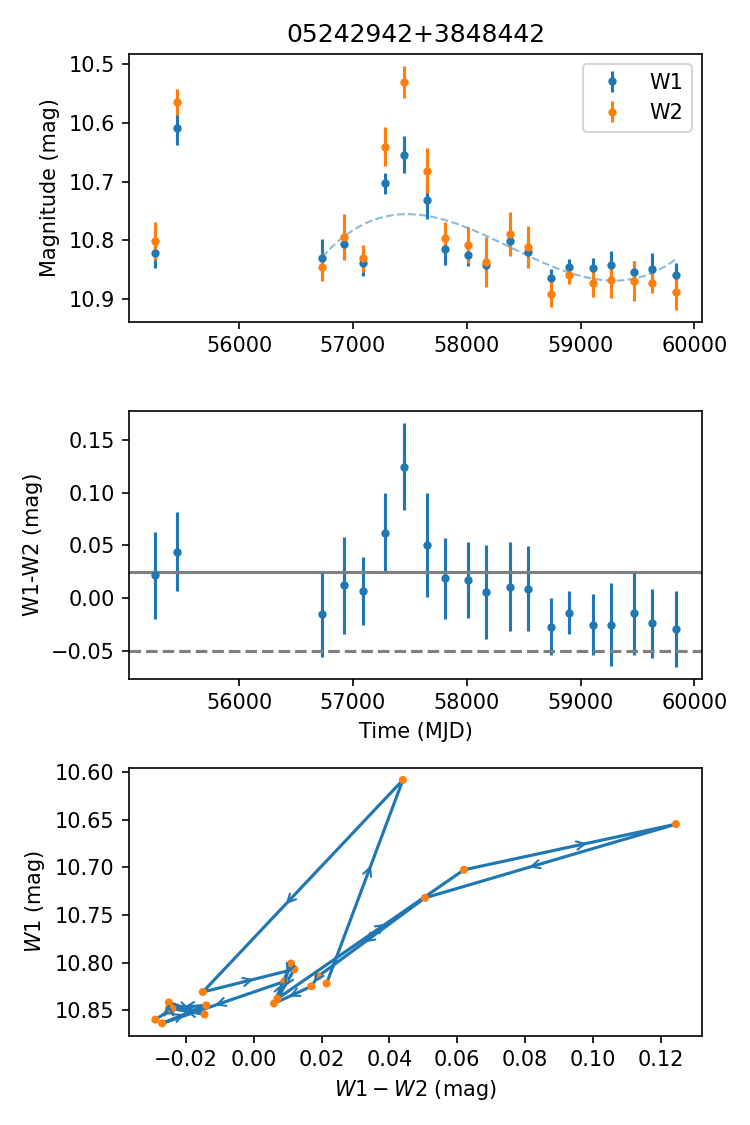 05242942+3848442
Magnitude (mag)
10.5
10.6
10.7
10.8
10.9
W1
W2
56000 57000 58000 59000 60000
W1-W2 (mag)
0.15
0.10
0.05
0.00
−0.05
56000 57000 58000 59000 60000
Time (MJD)
W1 (mag)
10.60
10.65
10.70
10.75
10.80
10.85
−0.02 0.00 0.02 0.04 0.06 0.08 0.10 0.12
W1 − W2 (mag)